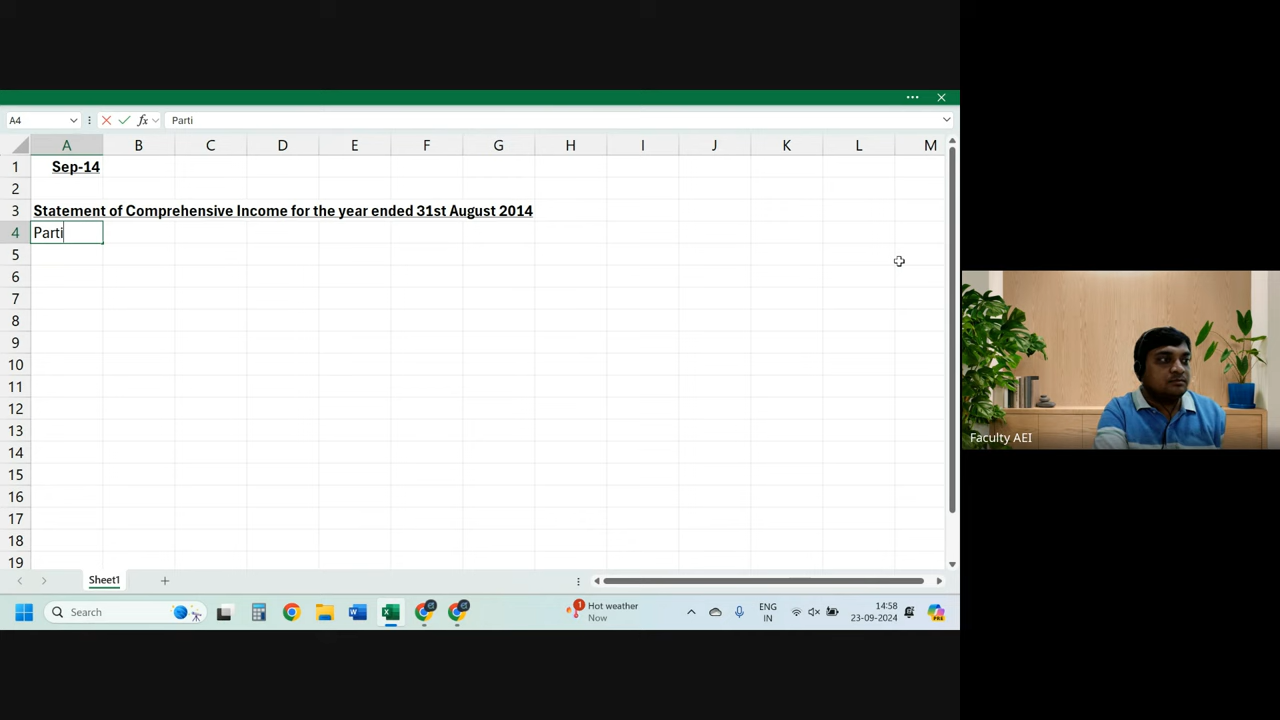 A4
fx
Parti
A B C D E F G H I J K L M
1 Sep-14
2
3 Statement of Comprehensive Income for the year ended 31st August 2014
4 Parti
5
6
7
8
9
10
11
12
13
14
15
16
17
18
19
Sheet1
Faculty AEI
Search
1
Hot weather
Now
ENG
IN
14:58
23-09-2024